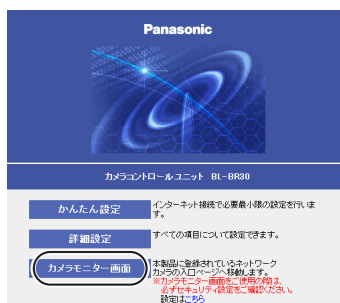 Panasonic
カメラコントロールユニット BL-BR30
かんたん設定
インターネット接続で必要最小限の設定を行いま
す。
詳細設定
すべての項目について設定できます。
カメラモニター画面
本製品に登録されているネットワーク
カメラの入口ページへ移動します。
※カメラモニター画面をご使用の際は、
必ずセキュリティ設定をご確認ください。
設定はこちら